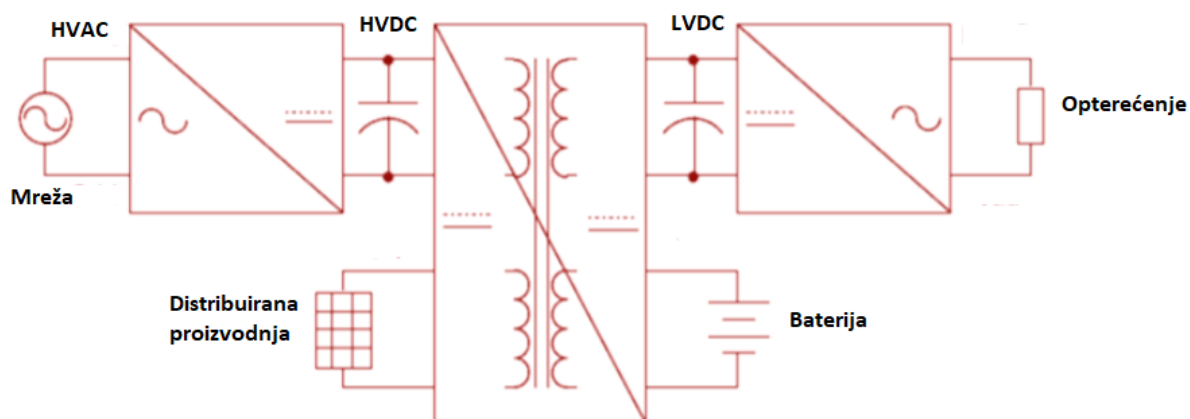 HVAC
HVDC
LVDC
Mreža
Opterećenje
Distribuirana
proizvodnja
Baterija